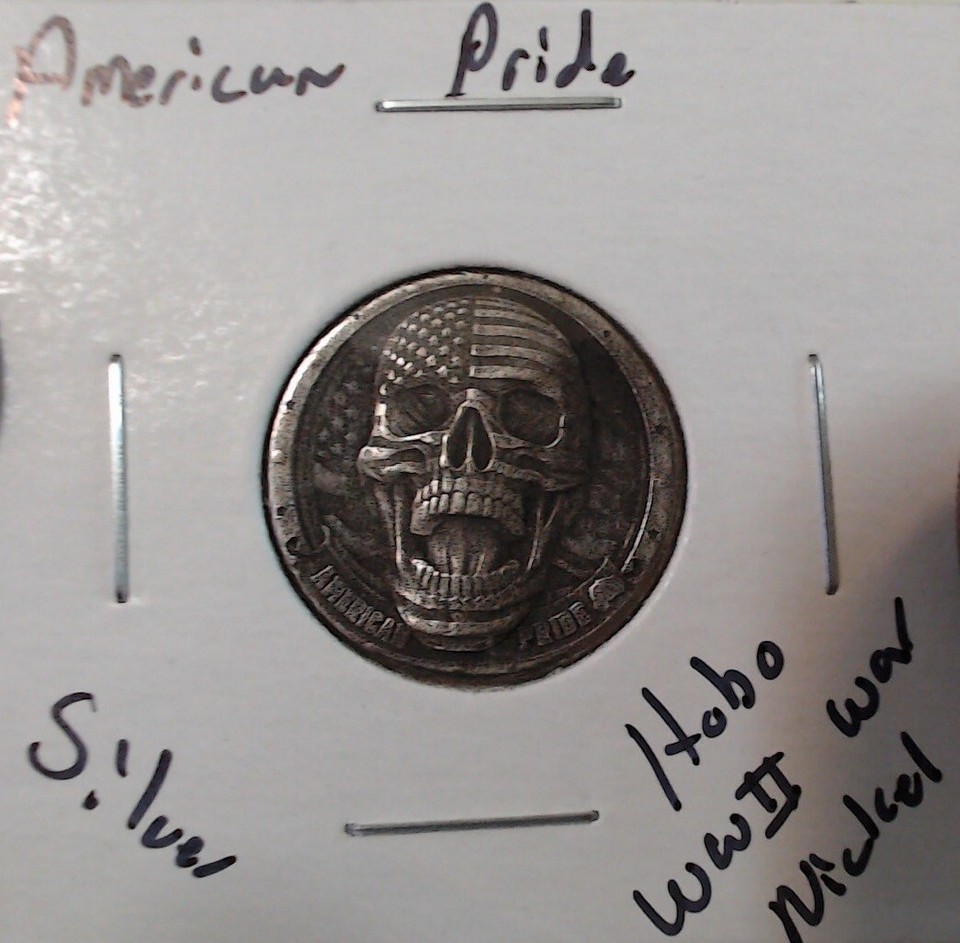 American Pride
AMERICAN PRIDE
Silver
Hobo
WWII War
Nickel